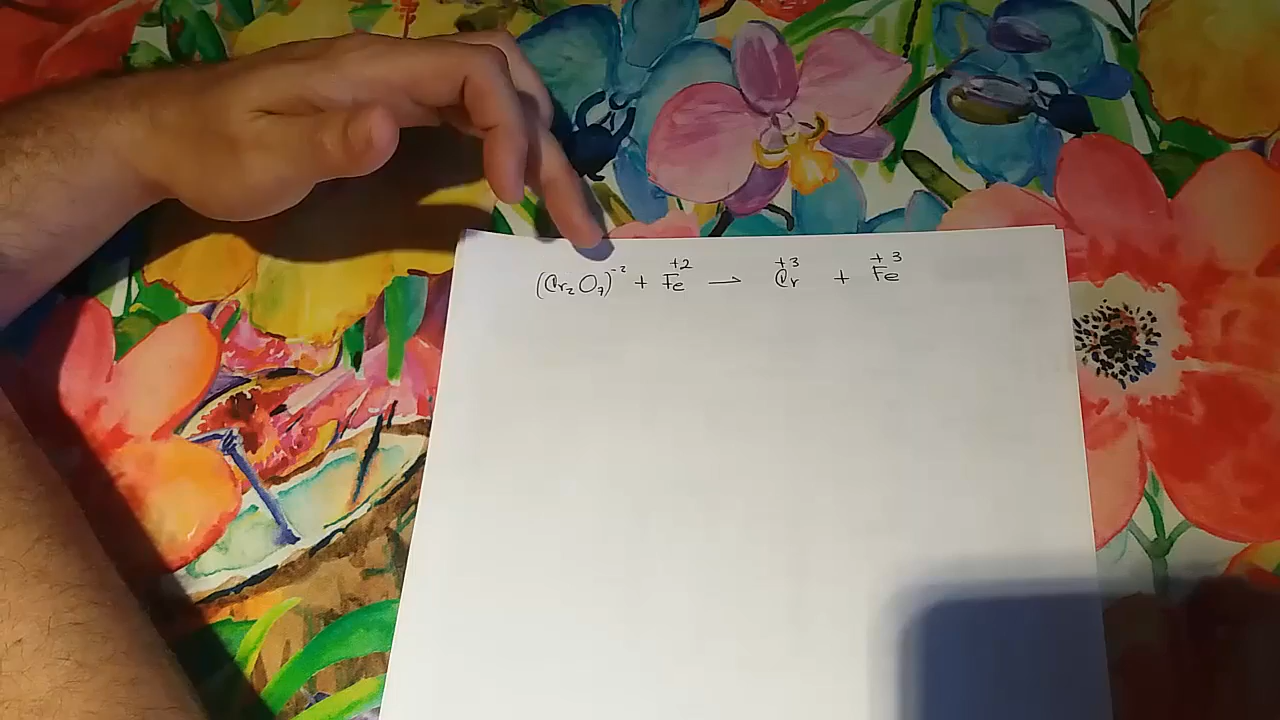 (Cr₂O₇)⁻² + Fe⁺² → Cr⁺³ + Fe⁺³